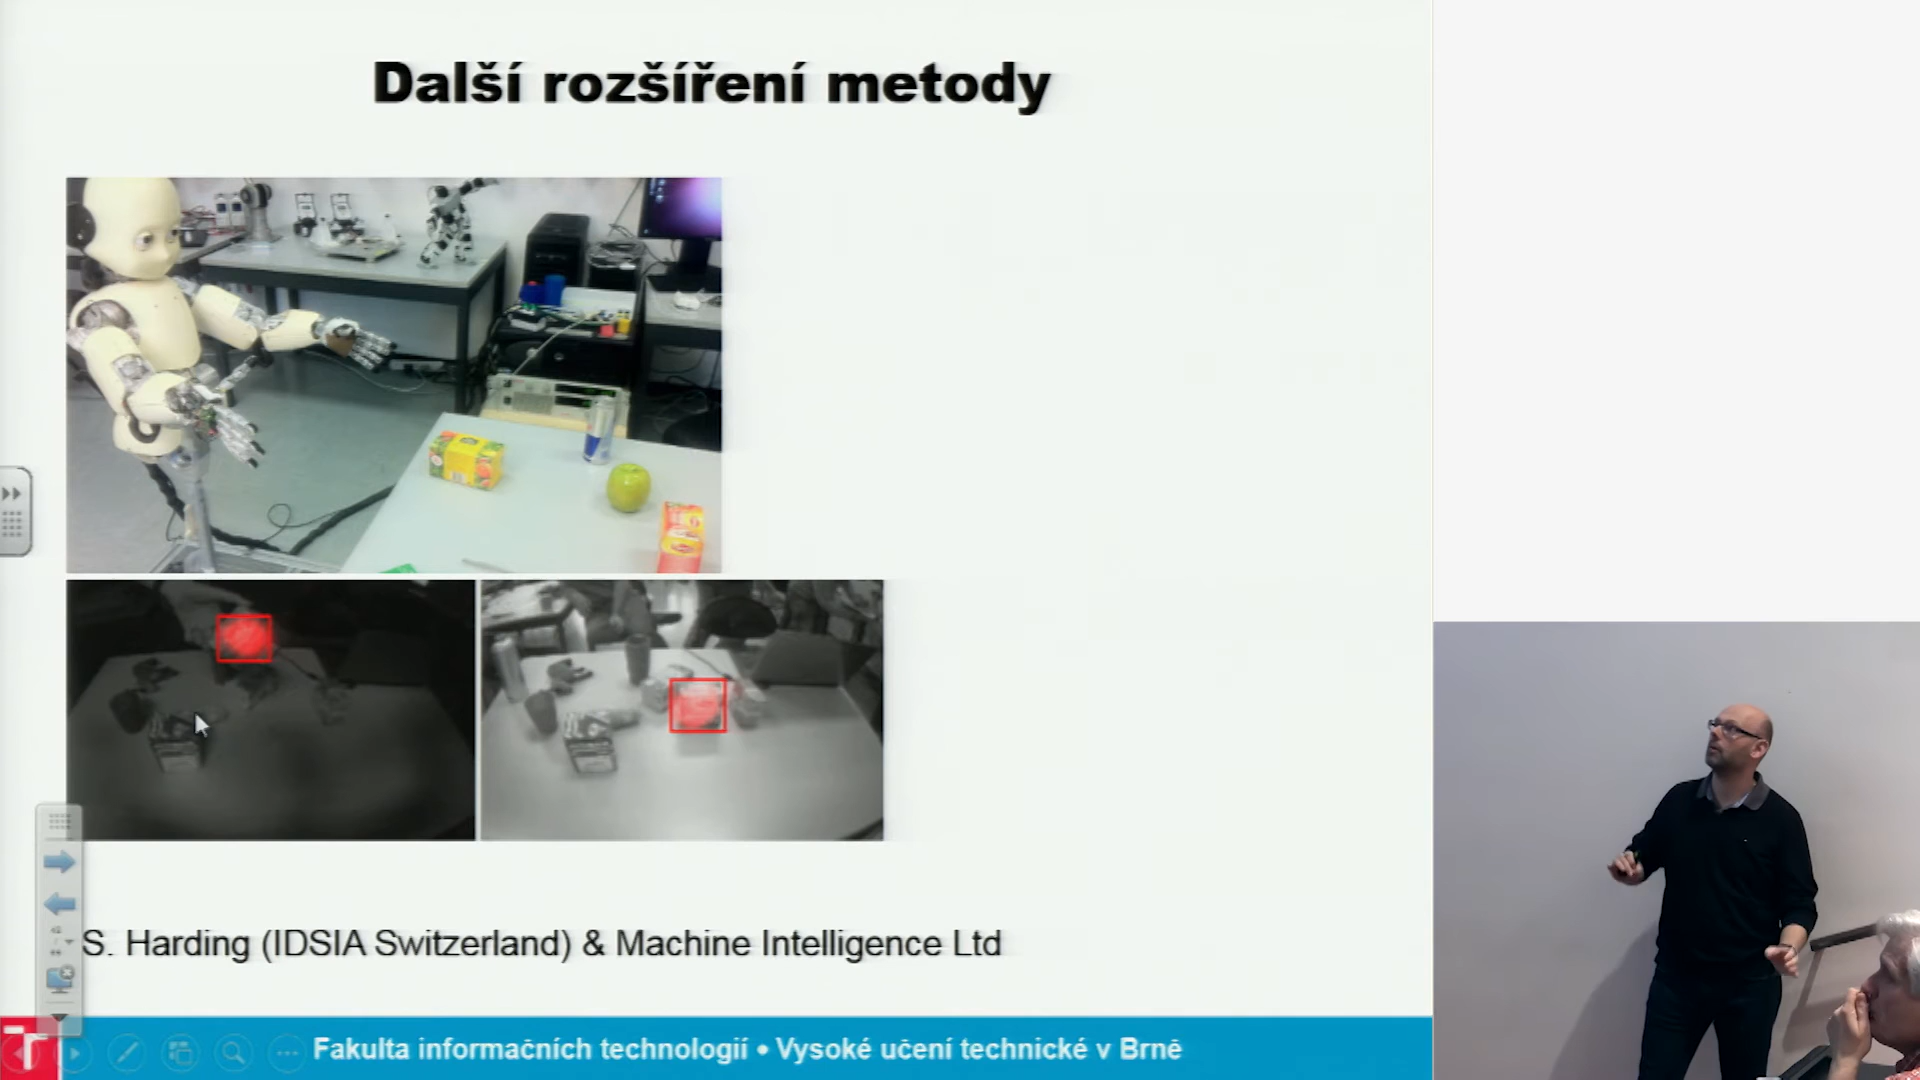 Další rozšíření metody
S. Harding (IDSIA Switzerland) & Machine Intelligence Ltd
Fakulta informačních technologií • Vysoké učení technické v Brně